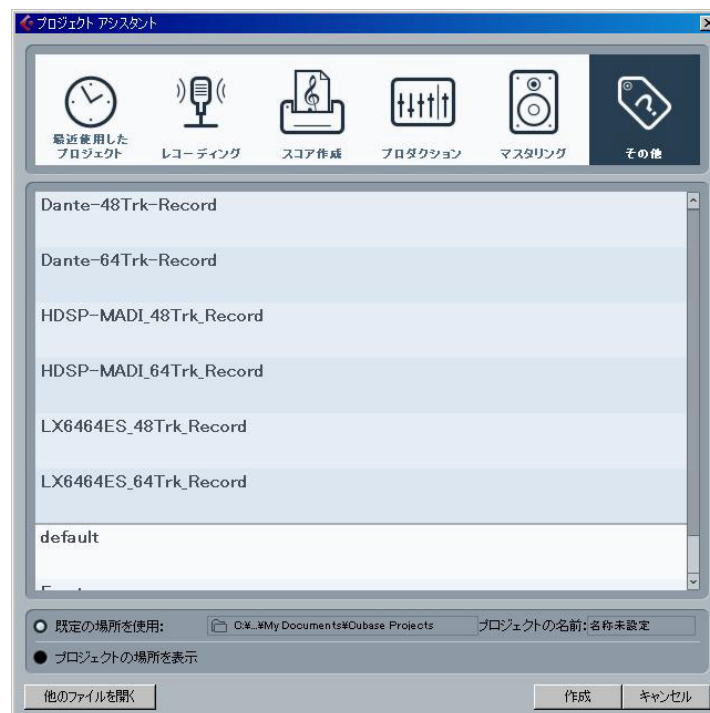 プロジェクト アシスタント
最近使用した
プロジェクト
レコーディング
スコア作成
プロダクション
マスタリング
その他
Dante-48Trk-Record
Dante-64Trk-Record
HDSP-MADI_48Trk_Record
HDSP-MADI_64Trk_Record
LX6464ES_48Trk_Record
LX6464ES_64Trk_Record
default
既定の場所を使用: C:¥...¥My Documents¥Cubase Projects プロジェクトの名前: 名称未設定
プロジェクトの場所を表示
他のファイルを開く 作成 キャンセル